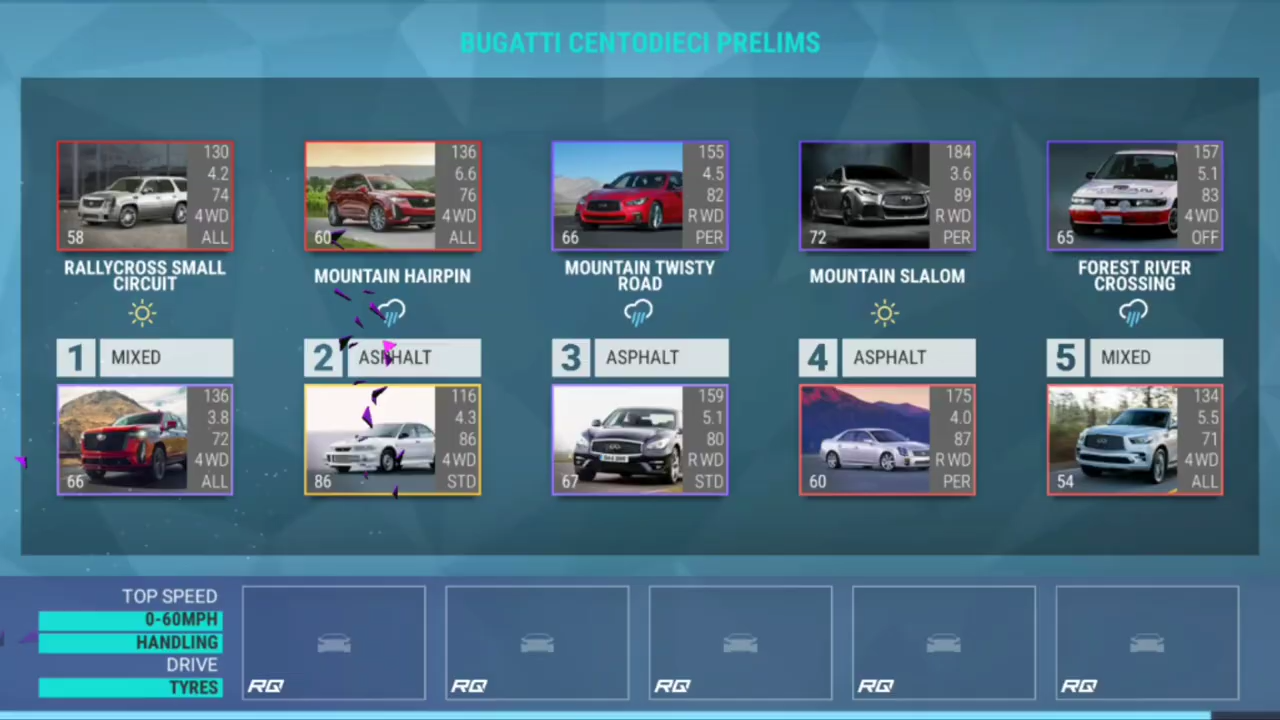 BUGATTI CENTODIECI PRELIMS
130
4.2
74
4WD
58 ALL
136
6.6
76
4WD
60 ALL
155
4.5
82
RWD
66 PER
184
3.6
89
RWD
72 PER
157
5.1
83
4WD
65 OFF
RALLYCROSS SMALL
CIRCUIT
MOUNTAIN HAIRPIN
MOUNTAIN TWISTY
ROAD
MOUNTAIN SLALOM
FOREST RIVER
CROSSING
1 MIXED
2 ASPHALT
3 ASPHALT
4 ASPHALT
5 MIXED
136
3.8
72
4WD
66 ALL
116
4.3
86
4WD
86 STD
159
5.1
80
RWD
67 STD
175
4.0
87
RWD
60 PER
134
5.5
71
4WD
54 ALL
TOP SPEED
0-60MPH
HANDLING
DRIVE
TYRES
RQ
RQ
RQ
RQ
RQ